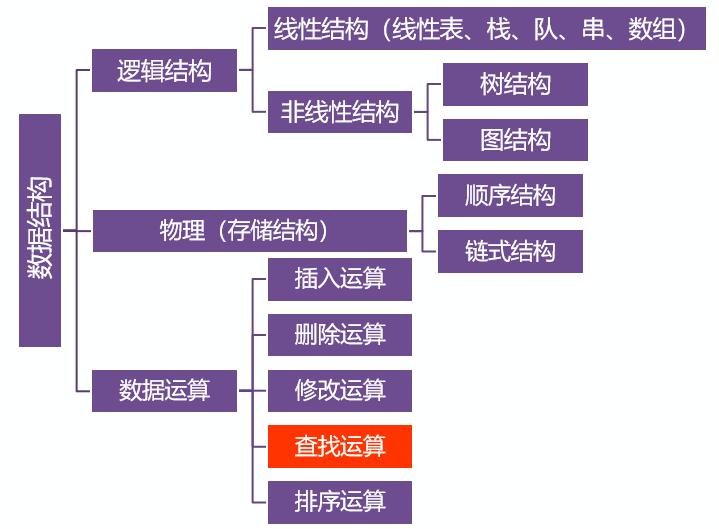 数据结构
逻辑结构
线性结构（线性表、栈、队、串、数组）
非线性结构
树结构
图结构
物理（存储结构）
顺序结构
链式结构
数据运算
插入运算
删除运算
修改运算
查找运算
排序运算